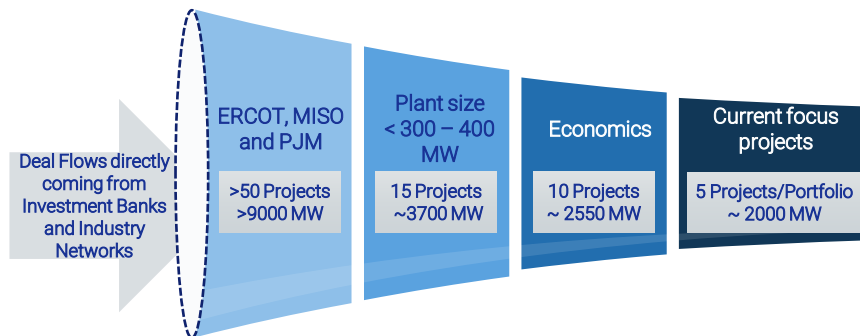 Deal Flows directly
coming from
Investment Banks
and Industry
Networks
ERCOT, MISO
and PJM
>50 Projects
>9000 MW
Plant size
< 300 – 400
MW
15 Projects
~3700 MW
Economics
10 Projects
~ 2550 MW
Current focus
projects
5 Projects/Portfolio
~ 2000 MW